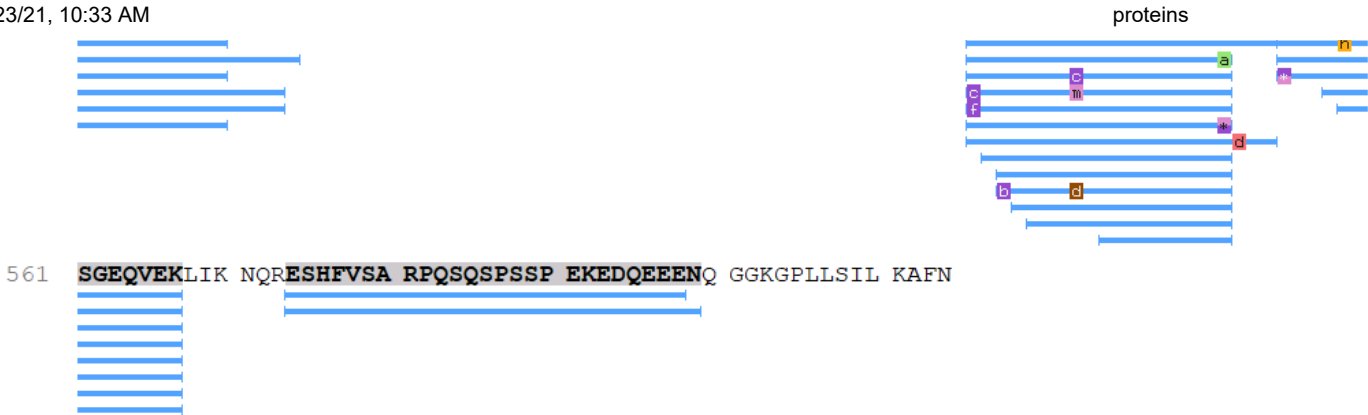 23/21, 10:33 AM proteins
n
a
c *
c m
f
*
d
b d
561 SGEQVEKLIK NQRESHFVSA RPQSQSPSSP EKEDQEEENQ GGKGPLLSIL KAFN